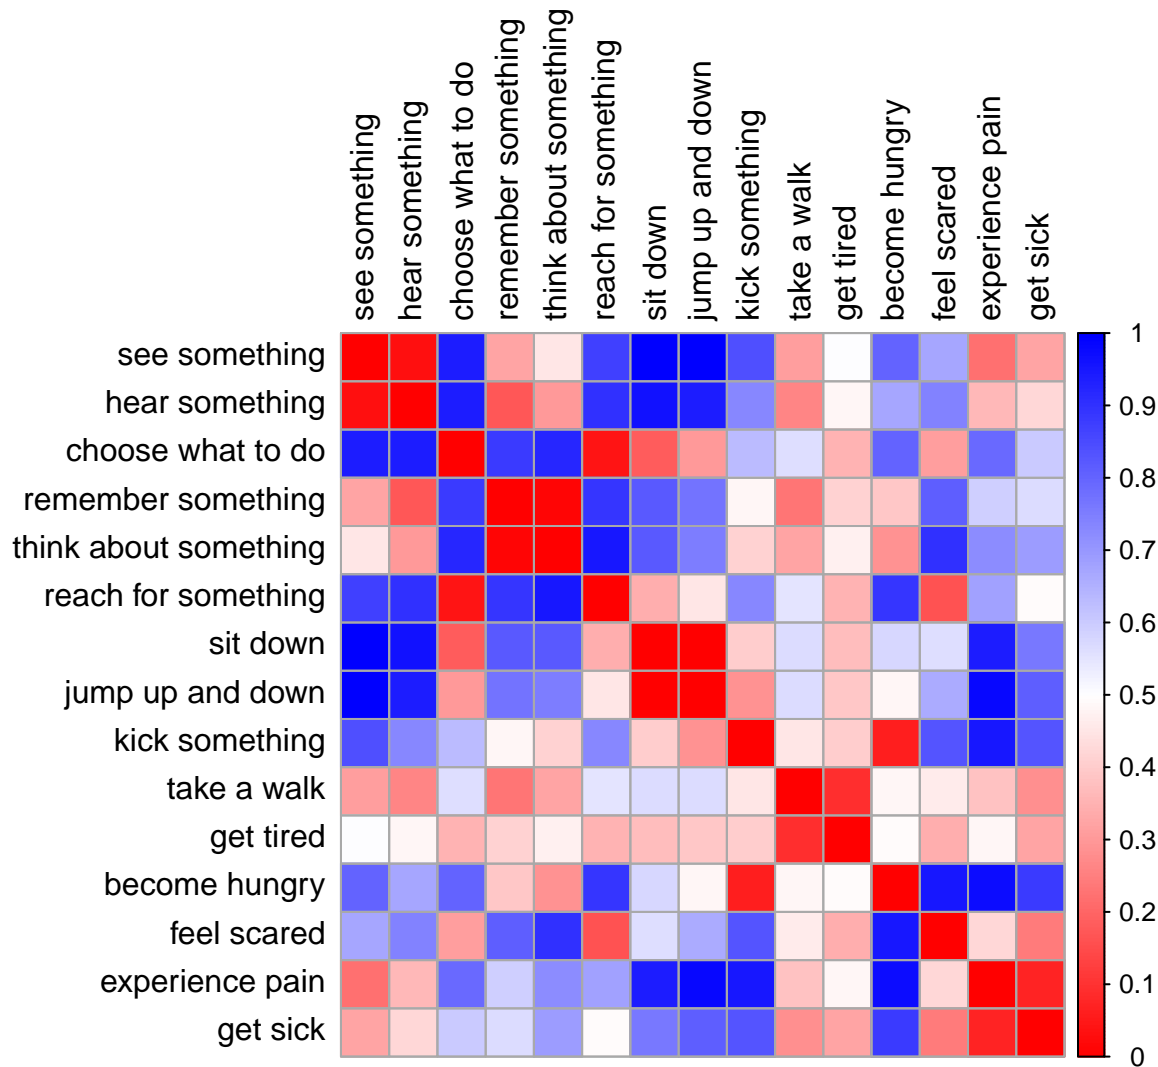 see something
hear something
choose what to do
remember something
think about something
reach for something
sit down
jump up and down
kick something
take a walk
get tired
become hungry
feel scared
experience pain
get sick
see something
hear something
choose what to do
remember something
think about something
reach for something
sit down
jump up and down
kick something
take a walk
get tired
become hungry
feel scared
experience pain
get sick
1
0.9
0.8
0.7
0.6
0.5
0.4
0.3
0.2
0.1
0